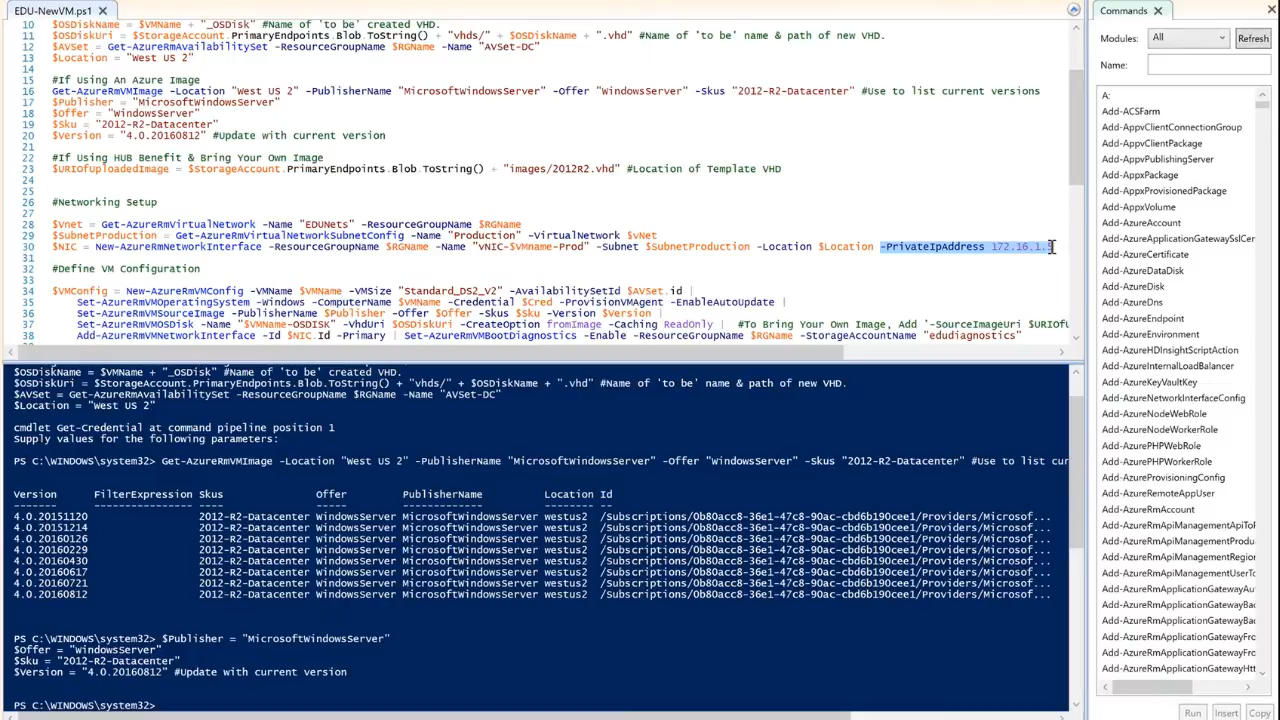 EDU-NewVM.ps1
10 $OSDiskName = $VMName + "_OSDisk" #Name of 'to be' created VHD.
11 $OSDiskUri = $StorageAccount.PrimaryEndpoints.Blob.ToString() + "vhds/" + $OSDiskName + ".vhd" #Name of 'to be' name & path of new VHD.
12 $AVSet = Get-AzureRmAvailabilitySet -ResourceGroupName $RGName -Name "AVSet-DC"
13 $Location = "West US 2"
14
15 #If Using An Azure Image
16 Get-AzureRmVMImage -Location "West US 2" -PublisherName "MicrosoftWindowsServer" -Offer "WindowsServer" -Skus "2012-R2-Datacenter" #Use to list current versions
17 $Publisher = "MicrosoftWindowsServer"
18 $Offer = "WindowsServer"
19 $Sku = "2012-R2-Datacenter"
20 $Version = "4.0.20160812" #Update with current version
21
22 #If Using HUB Benefit & Bring Your Own Image
23 $URIOfUploadedImage = $StorageAccount.PrimaryEndpoints.Blob.ToString() + "images/2012R2.vhd" #Location of Template VHD
24
25
26 #Networking Setup
27
28 $Vnet = Get-AzureRmVirtualNetwork -Name "EDUNets" -ResourceGroupName $RGName
29 $SubnetProduction = Get-AzureRmVirtualNetworkSubnetConfig -Name "Production" -VirtualNetwork $vNet
30 $NIC = New-AzureRmNetworkInterface -ResourceGroupName $RGName -Name "vNIC-$VMName-Prod" -Subnet $SubnetProduction -Location $Location -PrivateIpAddress 172.16.1.
31
32 #Define VM Configuration
33
34 $VMConfig = New-AzureRmVMConfig -VMName $VMName -VMSize "Standard_DS2_V2" -AvailabilitySetId $AVSet.id |
35 Set-AzureRmVMOperatingSystem -Windows -ComputerName $VMName -Credential $Cred -ProvisionVMAgent -EnableAutoUpdate |
36 Set-AzureRmVMSourceImage -PublisherName $Publisher -Offer $Offer -Skus $Sku -Version $Version |
37 Set-AzureRmVMOSDisk -Name "$VMName-OSDISK" -VhdUri $OSDiskUri -CreateOption fromImage -Caching ReadOnly | #To Bring Your Own Image, Add `-SourceImageUri $URIOfU
38 Add-AzureRmVMNetworkInterface -Id $NIC.Id -Primary | Set-AzureRmVMBootDiagnostics -Enable -ResourceGroupName $RGName -StorageAccountName "edudiagnostics"
$OSDiskName = $VMName + "_OSDisk" #Name of 'to be' created VHD.
$OSDiskUri = $StorageAccount.PrimaryEndpoints.Blob.ToString() + "vhds/" + $OSDiskName + ".vhd" #Name of 'to be' name & path of new VHD.
$AVSet = Get-AzureRmAvailabilitySet -ResourceGroupName $RGName -Name "AVSet-DC"
$Location = "West US 2"
cmdlet Get-Credential at command pipeline position 1
Supply values for the following parameters:
PS C:\WINDOWS\system32> Get-AzureRmVMImage -Location "West US 2" -PublisherName "MicrosoftWindowsServer" -Offer "WindowsServer" -Skus "2012-R2-Datacenter" #Use to list cur
Version FilterExpression Skus Offer PublisherName Location Id
------- ---------------- ---- ----- ------------- -------- --
4.0.20151120 2012-R2-Datacenter WindowsServer MicrosoftWindowsServer westus2 /Subscriptions/0b80acc8-36e1-47c8-90ac-cbd6b190cee1/Providers/Microsof...
4.0.20151214 2012-R2-Datacenter WindowsServer MicrosoftWindowsServer westus2 /Subscriptions/0b80acc8-36e1-47c8-90ac-cbd6b190cee1/Providers/Microsof...
4.0.20160126 2012-R2-Datacenter WindowsServer MicrosoftWindowsServer westus2 /Subscriptions/0b80acc8-36e1-47c8-90ac-cbd6b190cee1/Providers/Microsof...
4.0.20160229 2012-R2-Datacenter WindowsServer MicrosoftWindowsServer westus2 /Subscriptions/0b80acc8-36e1-47c8-90ac-cbd6b190cee1/Providers/Microsof...
4.0.20160430 2012-R2-Datacenter WindowsServer MicrosoftWindowsServer westus2 /Subscriptions/0b80acc8-36e1-47c8-90ac-cbd6b190cee1/Providers/Microsof...
4.0.20160617 2012-R2-Datacenter WindowsServer MicrosoftWindowsServer westus2 /Subscriptions/0b80acc8-36e1-47c8-90ac-cbd6b190cee1/Providers/Microsof...
4.0.20160721 2012-R2-Datacenter WindowsServer MicrosoftWindowsServer westus2 /Subscriptions/0b80acc8-36e1-47c8-90ac-cbd6b190cee1/Providers/Microsof...
4.0.20160812 2012-R2-Datacenter WindowsServer MicrosoftWindowsServer westus2 /Subscriptions/0b80acc8-36e1-47c8-90ac-cbd6b190cee1/Providers/Microsof...
PS C:\WINDOWS\system32> $Publisher = "MicrosoftWindowsServer"
$Offer = "WindowsServer"
$Sku = "2012-R2-Datacenter"
$Version = "4.0.20160812" #Update with current version
PS C:\WINDOWS\system32>
Commands
Modules: All Refresh
Name:
A:
Add-ACSFarm
Add-AppvClientConnectionGroup
Add-AppvClientPackage
Add-AppvPublishingServer
Add-AppxPackage
Add-AppxProvisionedPackage
Add-AppxVolume
Add-AzureAccount
Add-AzureApplicationGatewaySslCer
Add-AzureCertificate
Add-AzureDataDisk
Add-AzureDisk
Add-AzureDns
Add-AzureEndpoint
Add-AzureEnvironment
Add-AzureHDInsightScriptAction
Add-AzureInternalLoadBalancer
Add-AzureKeyVaultKey
Add-AzureNetworkInterfaceConfig
Add-AzureNodeWebRole
Add-AzureNodeWorkerRole
Add-AzurePHPWebRole
Add-AzurePHPWorkerRole
Add-AzureProvisioningConfig
Add-AzureRemoteAppUser
Add-AzureRmAccount
Add-AzureRmApiManagementApiToF
Add-AzureRmApiManagementProdu
Add-AzureRmApiManagementRegion
Add-AzureRmApiManagementUserTo
Add-AzureRmApplicationGatewayAu
Add-AzureRmApplicationGatewayBac
Add-AzureRmApplicationGatewayBac
Add-AzureRmApplicationGatewayFro
Add-AzureRmApplicationGatewayFro
Add-AzureRmApplicationGatewayHtt
Run Insert Copy